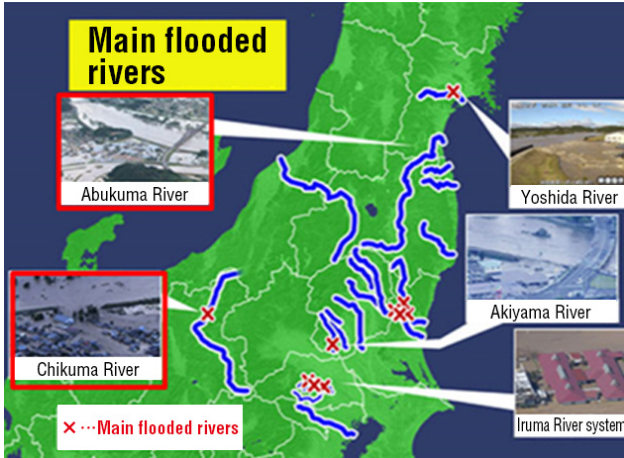 Main flooded
rivers
Abukuma River
Yoshida River
Akiyama River
Chikuma River
Iruma River system
× ···Main flooded rivers